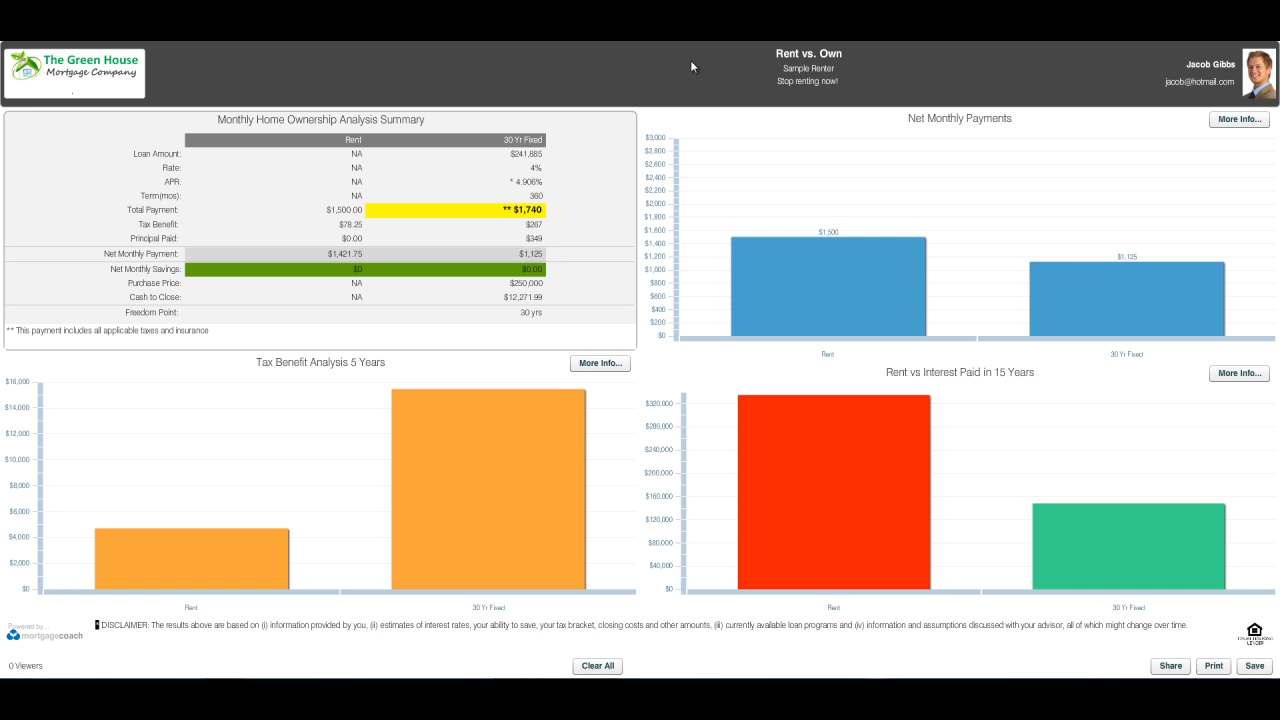 The Green House
Mortgage Company
Rent vs. Own
Sample Renter
Stop renting now!
Jacob Gibbs
jacob@hotmail.com
Monthly Home Ownership Analysis Summary
Rent 30 Yr Fixed
Loan Amount: NA $241,885
Rate: NA 4%
APR: NA * 4.906%
Term(mos): NA 360
Total Payment: $1,500.00 ** $1,740
Tax Benefit: $78.25 $267
Principal Paid: $0.00 $349
Net Monthly Payment: $1,421.75 $1,125
Net Monthly Savings: $0 $0.00
Purchase Price: NA $250,000
Cash to Close: NA $12,271.99
Freedom Point: 30 yrs
** This payment includes all applicable taxes and insurance
Net Monthly Payments
More Info...
$3,000
$2,800
$2,600
$2,400
$2,200
$2,000
$1,800
$1,600
$1,400
$1,200
$1,000
$800
$600
$400
$200
$0
$1,500
$1,125
Rent 30 Yr Fixed
Tax Benefit Analysis 5 Years
More Info...
$16,000
$14,000
$12,000
$10,000
$8,000
$6,000
$4,000
$2,000
$0
Rent 30 Yr Fixed
Rent vs Interest Paid in 15 Years
More Info...
$320,000
$280,000
$240,000
$200,000
$160,000
$120,000
$80,000
$40,000
$0
Rent 30 Yr Fixed
Powered by...
mortgagecoach
* DISCLAIMER: The results above are based on (i) information provided by you, (ii) estimates of interest rates, your ability to save, your tax bracket, closing costs and other amounts, (iii) currently available loan programs and (iv) information and assumptions discussed with your advisor, all of which might change over time.
EQUAL HOUSING
LENDER
0 Viewers
Clear All
Share
Print
Save